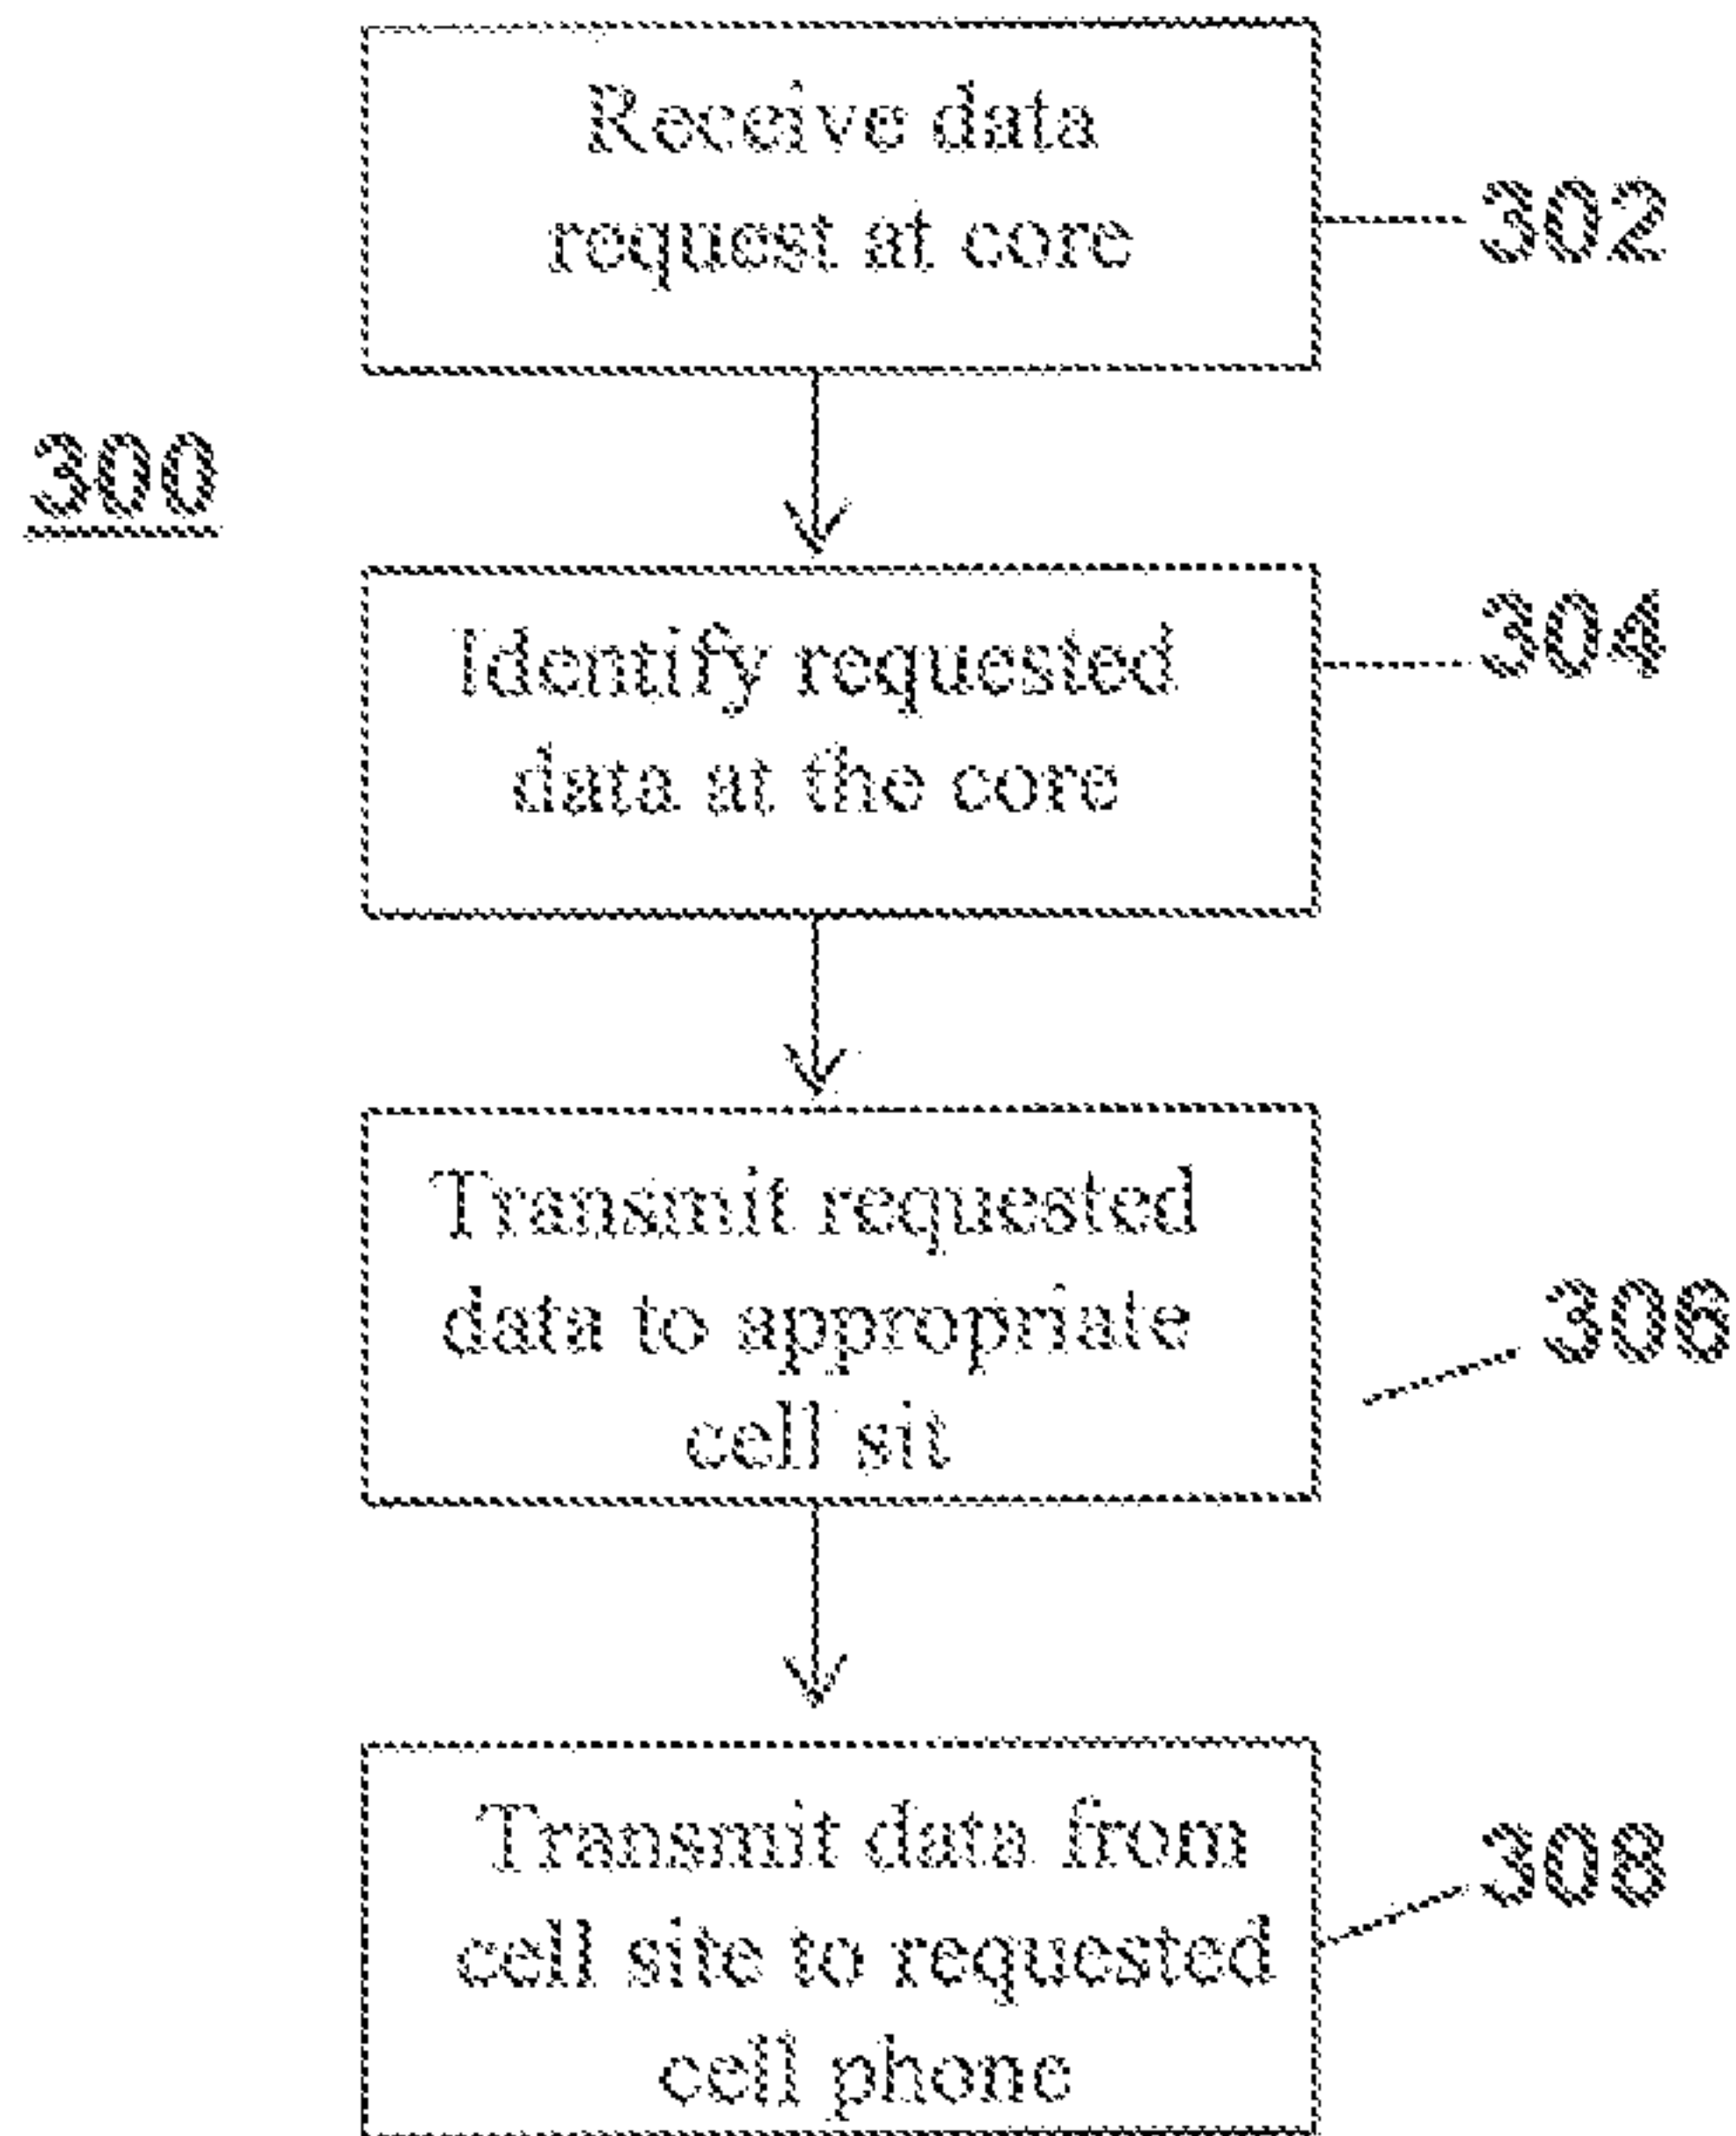 Receive data
request at core
302
300
Identify requested
data at the core
304
Transmit requested
data to appropriate
cell sit
306
Transmit data from
cell site to requested
cell phone
308